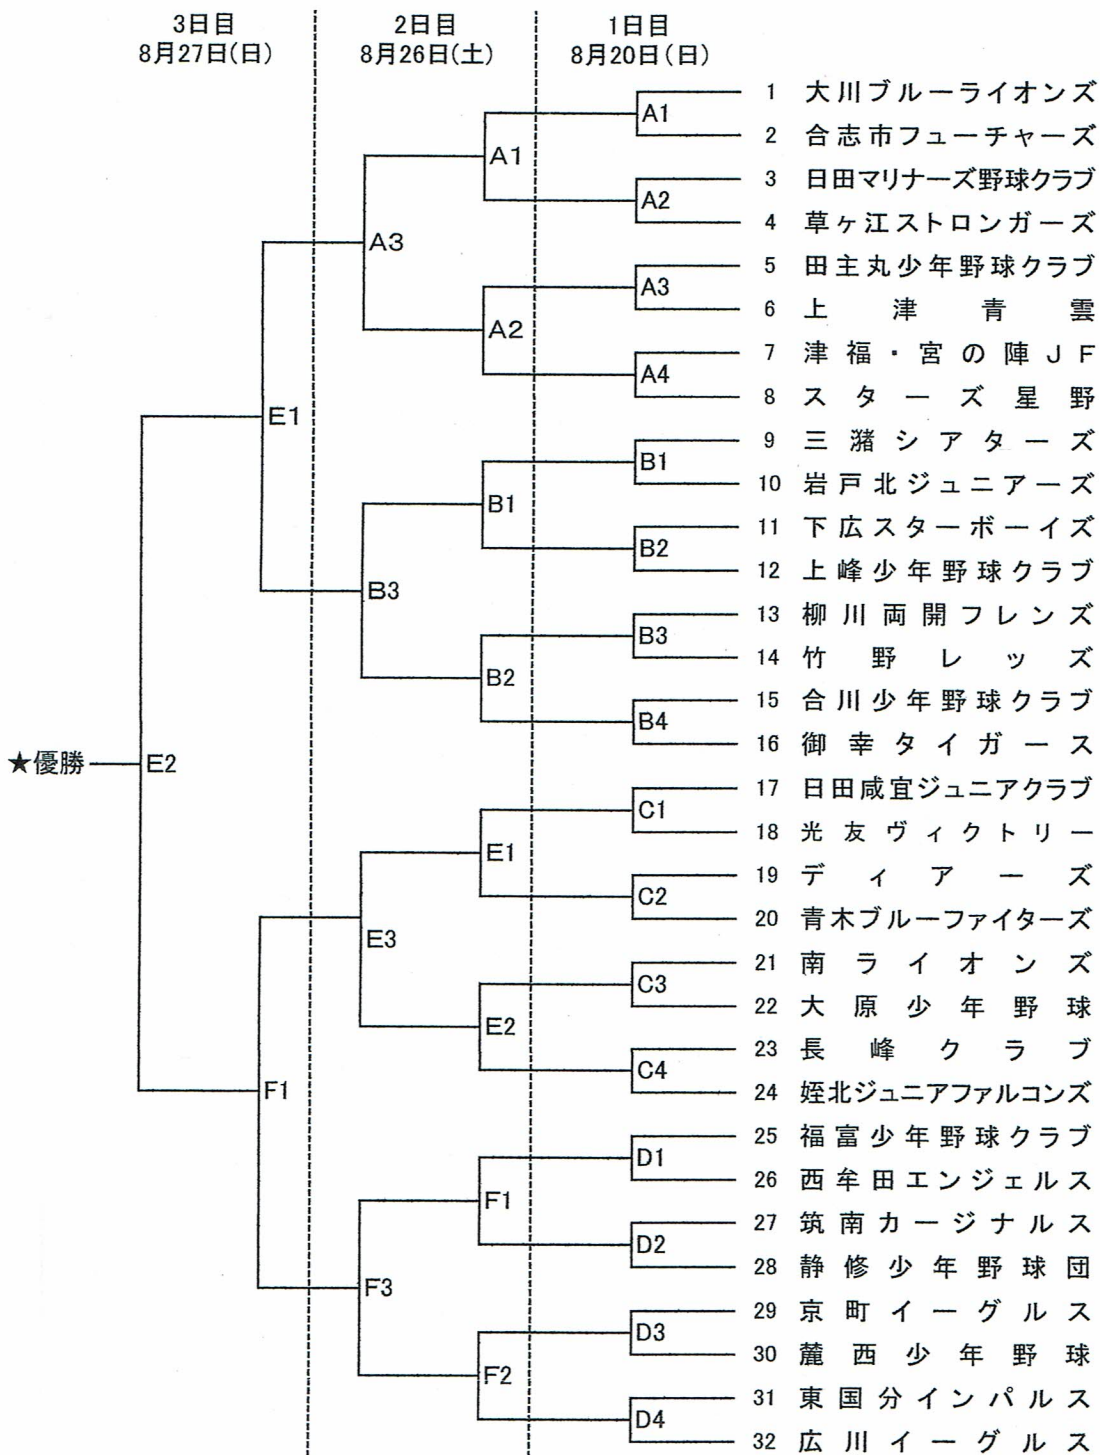 3日目 2日目 1日目
8月27日(日) 8月26日(土) 8月20日(日)
1 大川ブルーライオンズ
A1
2 合志市フューチャーズ
A1
3 日田マリナーズ野球クラブ
A2
4 草ヶ江ストロンガーズ
A3
5 田主丸少年野球クラブ
A3
6 上津青雲
A2
7 津福・宮の陣JF
A4
8 スターズ星野
E1
9 三潴シアターズ
B1
10 岩戸北ジュニアーズ
B1
11 下広スターボーイズ
B2
12 上峰少年野球クラブ
B3
13 柳川両開フレンズ
B3
14 竹野レッズ
B2
15 合川少年野球クラブ
B4
16 御幸タイガース
★優勝 E2
17 日田咸宜ジュニアクラブ
C1
18 光友ヴィクトリー
E1
19 ディアーズ
C2
20 青木ブルーファイターズ
E3
21 南ライオンズ
C3
22 大原少年野球
E2
23 長峰クラブ
C4
24 姪北ジュニアファルコンズ
F1
25 福富少年野球クラブ
D1
26 西牟田エンジェルス
F1
27 筑南カージナルス
D2
28 静修少年野球団
F3
29 京町イーグルス
D3
30 麓西少年野球
F2
31 東国分インパルス
D4
32 広川イーグルス